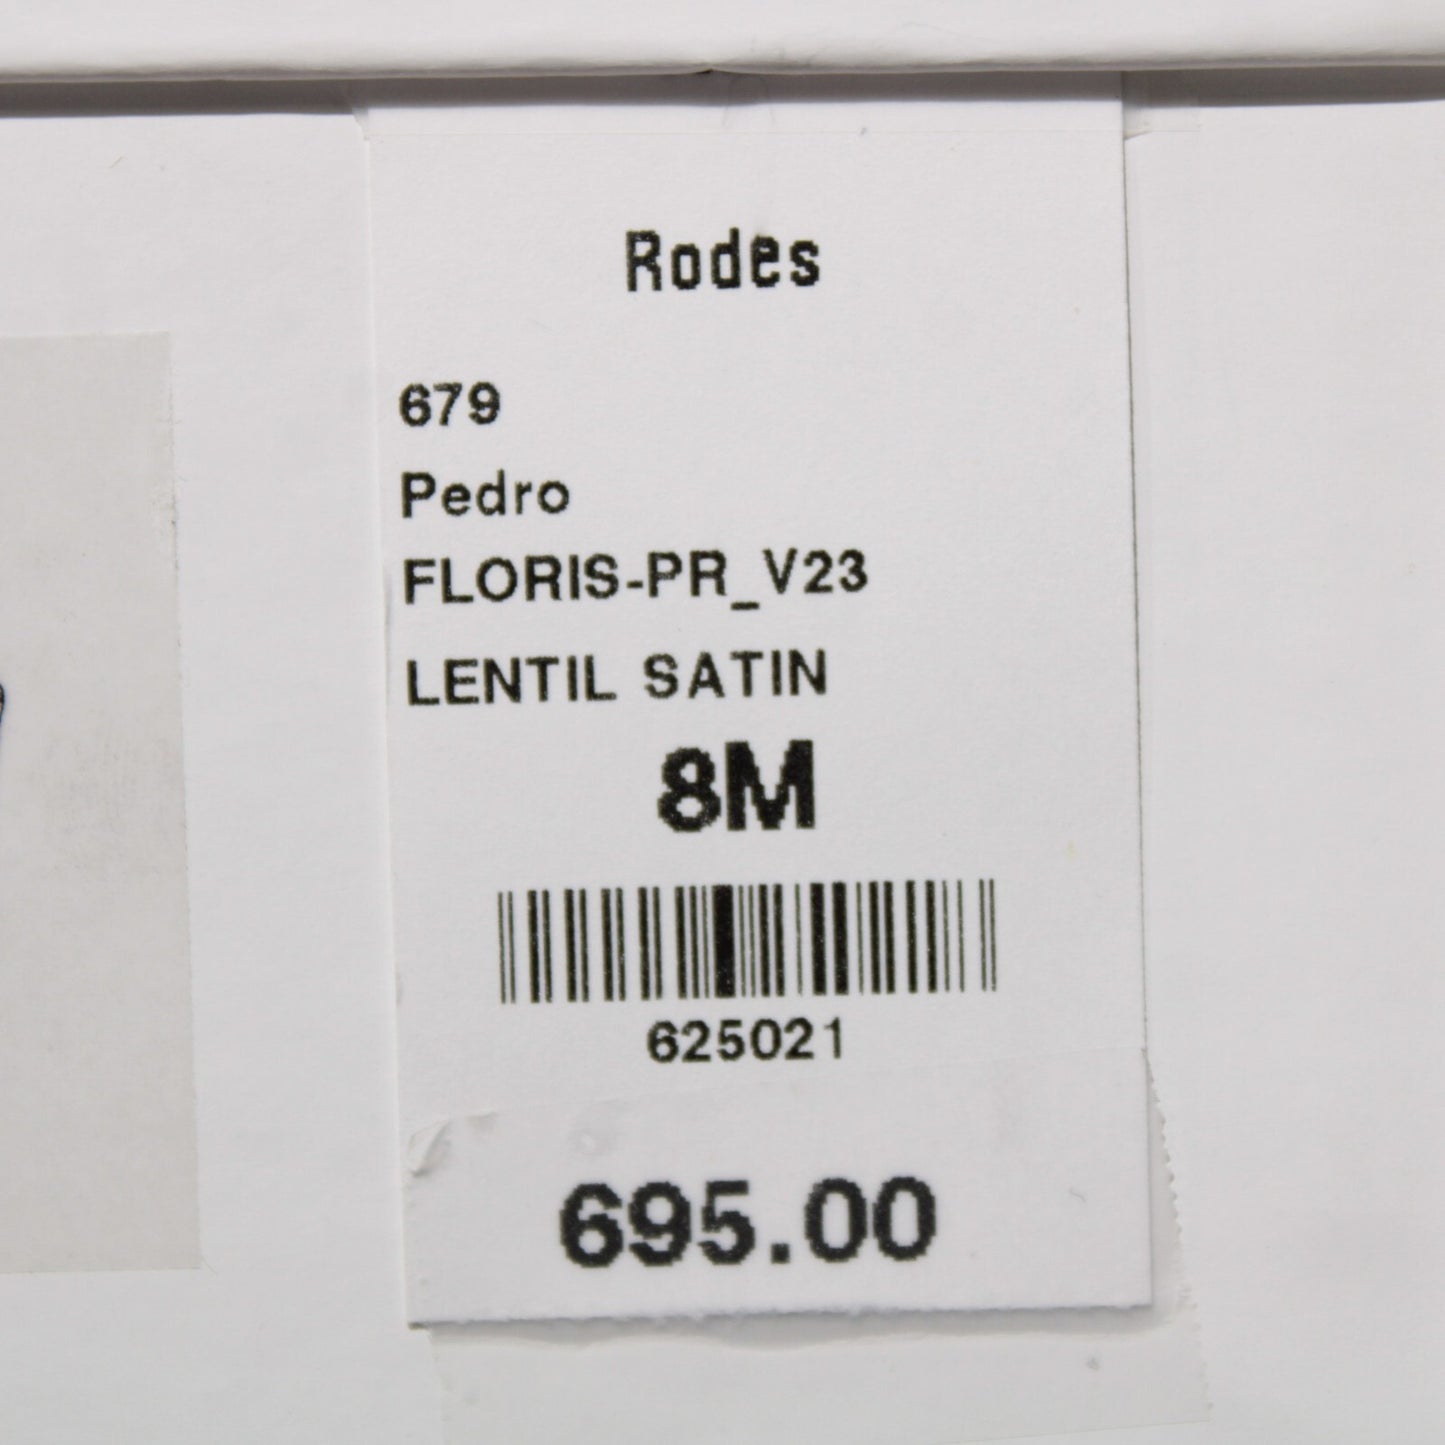 Rodes
679
Pedro
FLORIS-PR_V23
LENTIL SATIN
8M
625021
695.00